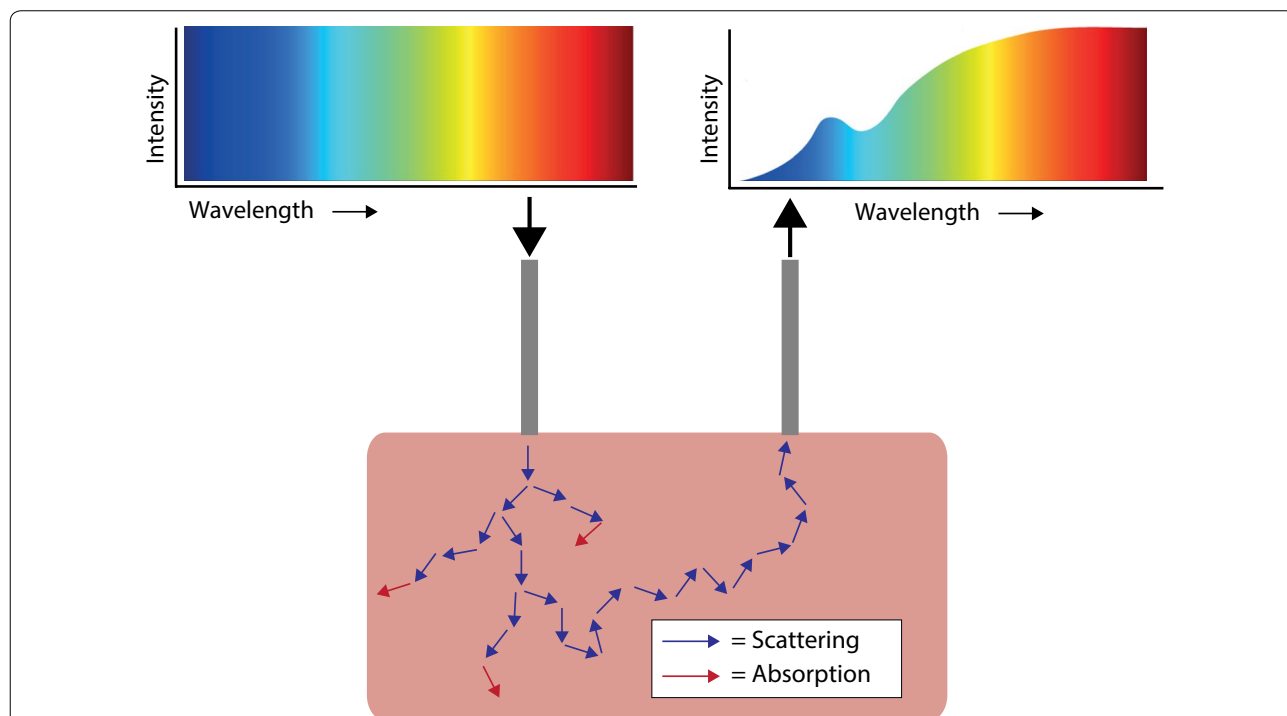 Intensity
Wavelength
Intensity
Wavelength
= Scattering
= Absorption